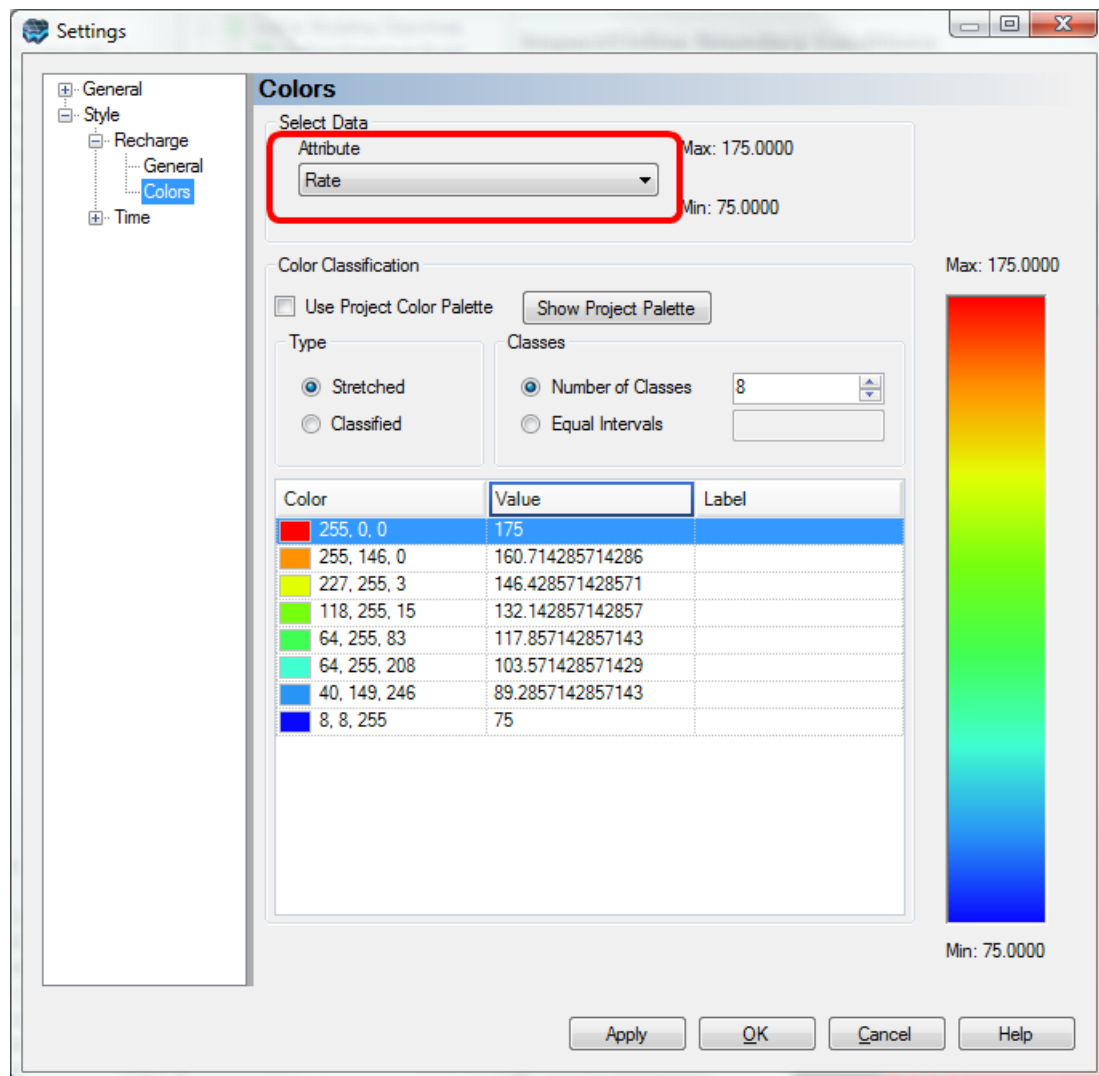 Settings
General
Style
Recharge
General
Colors
Time
Colors
Select Data
Attribute
Rate
Max: 175.0000
Min: 75.0000
Color Classification
Use Project Color Palette
Show Project Palette
Type
Stretched
Classified
Classes
Number of Classes 8
Equal Intervals
Color Value Label
255, 0, 0 175
255, 146, 0 160.714285714286
227, 255, 3 146.428571428571
118, 255, 15 132.142857142857
64, 255, 83 117.857142857143
64, 255, 208 103.571428571429
40, 149, 246 89.2857142857143
8, 8, 255 75
Max: 175.0000
Min: 75.0000
Apply OK Cancel Help